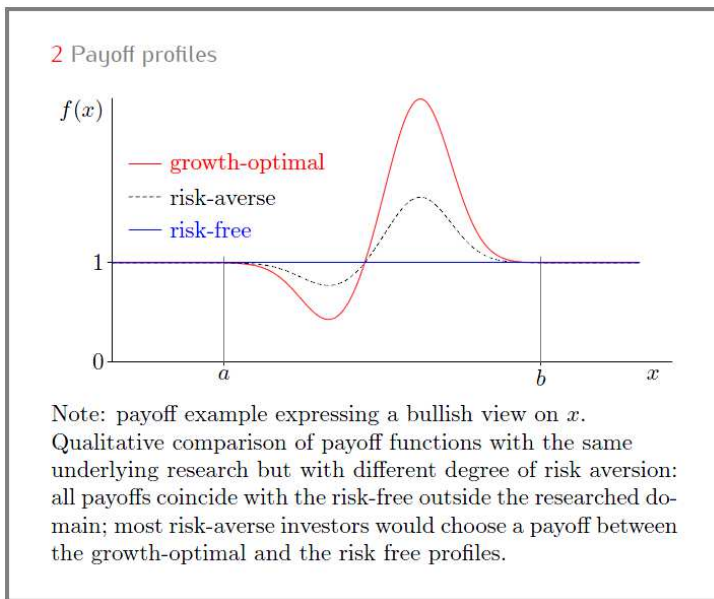 2 Payoff profiles
f(x)
growth-optimal
risk-averse
risk-free
1
0
a
b
x
Note: payoff example expressing a bullish view on x.
Qualitative comparison of payoff functions with the same
underlying research but with different degree of risk aversion:
all payoffs coincide with the risk-free outside the researched do-
main; most risk-averse investors would choose a payoff between
the growth-optimal and the risk free profiles.